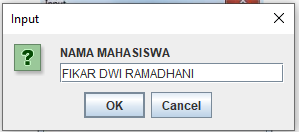 Input
NAMA MAHASISWA
FIKAR DWI RAMADHANI
OK Cancel